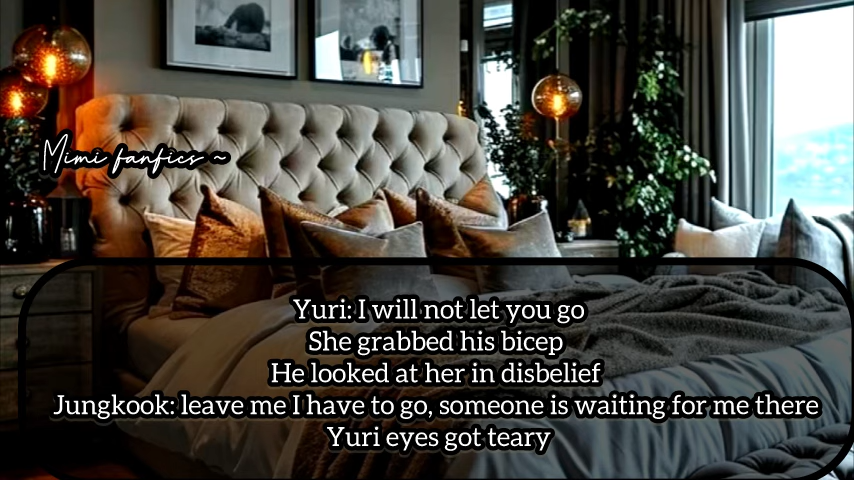 Mimi fanfics ~
Yuri: I will not let you go
She grabbed his bicep
He looked at her in disbelief
Jungkook: leave me I have to go, someone is waiting for me there
Yuri eyes got teary